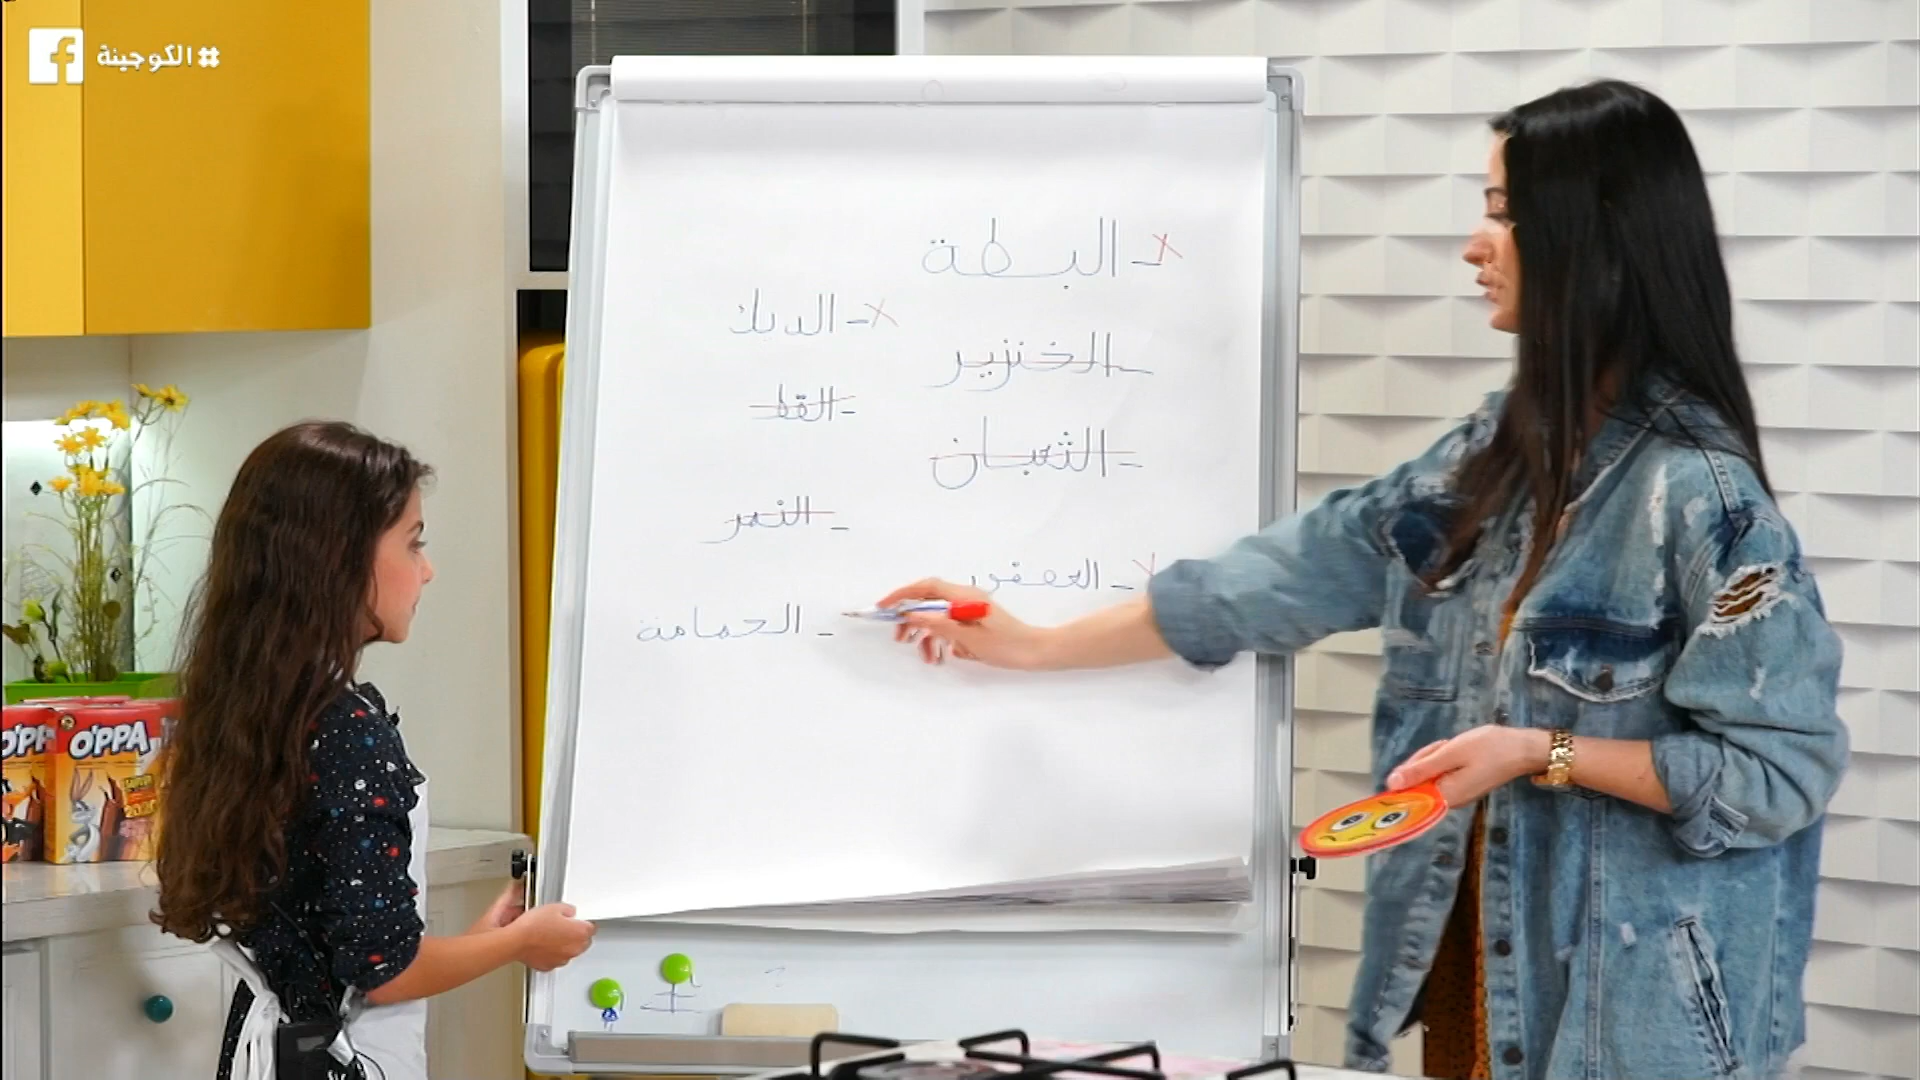 #الكوجينة
x- البطة
- الخنزير
- الثعبان
x- العصفور
x- الديك
- القط
- النمر
- الحمامة
O'PPA